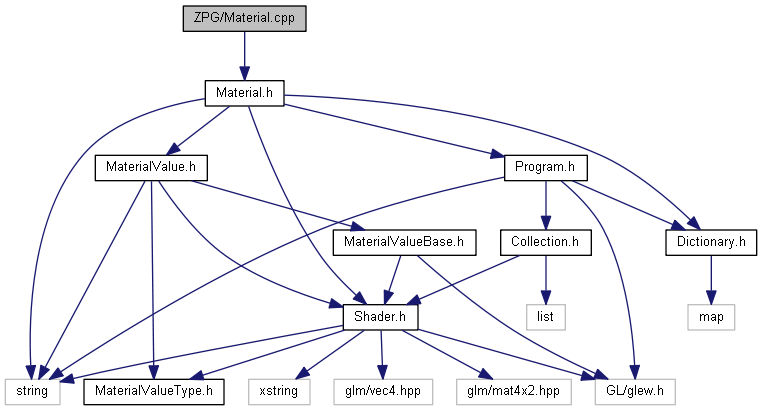 ZPG/Material.cpp
Material.h
MaterialValue.h
Program.h
MaterialValueBase.h
Collection.h
Dictionary.h
Shader.h
list
map
string
MaterialValueType.h
xstring
glm/vec4.hpp
glm/mat4x2.hpp
GL/glew.h